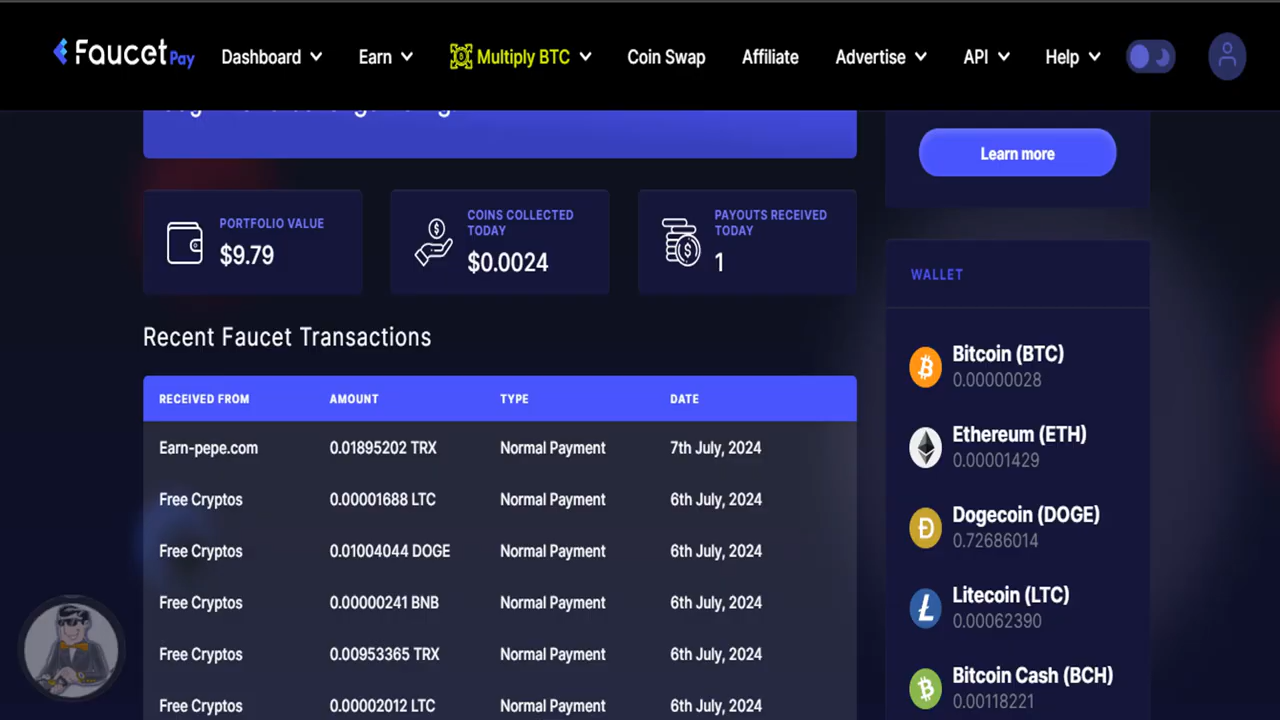 FaucetPay Dashboard Earn Multiply BTC Coin Swap Affiliate Advertise API Help
Learn more
PORTFOLIO VALUE
$9.79
COINS COLLECTED
TODAY
$0.0024
PAYOUTS RECEIVED
TODAY
1
Recent Faucet Transactions
RECEIVED FROM AMOUNT TYPE DATE
Earn-pepe.com 0.01895202 TRX Normal Payment 7th July, 2024
Free Cryptos 0.00001688 LTC Normal Payment 6th July, 2024
Free Cryptos 0.01004044 DOGE Normal Payment 6th July, 2024
Free Cryptos 0.00000241 BNB Normal Payment 6th July, 2024
Free Cryptos 0.00953365 TRX Normal Payment 6th July, 2024
Free Cryptos 0.00002012 LTC Normal Payment 6th July, 2024
WALLET
Bitcoin (BTC)
0.00000028
Ethereum (ETH)
0.00001429
Dogecoin (DOGE)
0.72686014
Litecoin (LTC)
0.00062390
Bitcoin Cash (BCH)
0.00118221